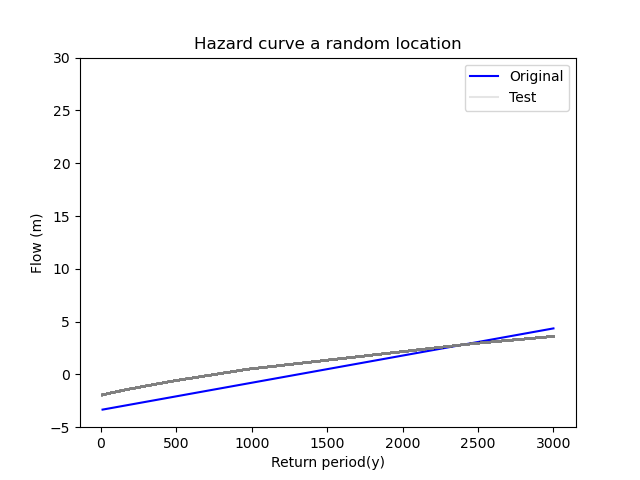 Hazard curve a random location
Original
Test
Flow (m)
30
25
20
15
10
5
0
−5
0 500 1000 1500 2000 2500 3000
Return period(y)